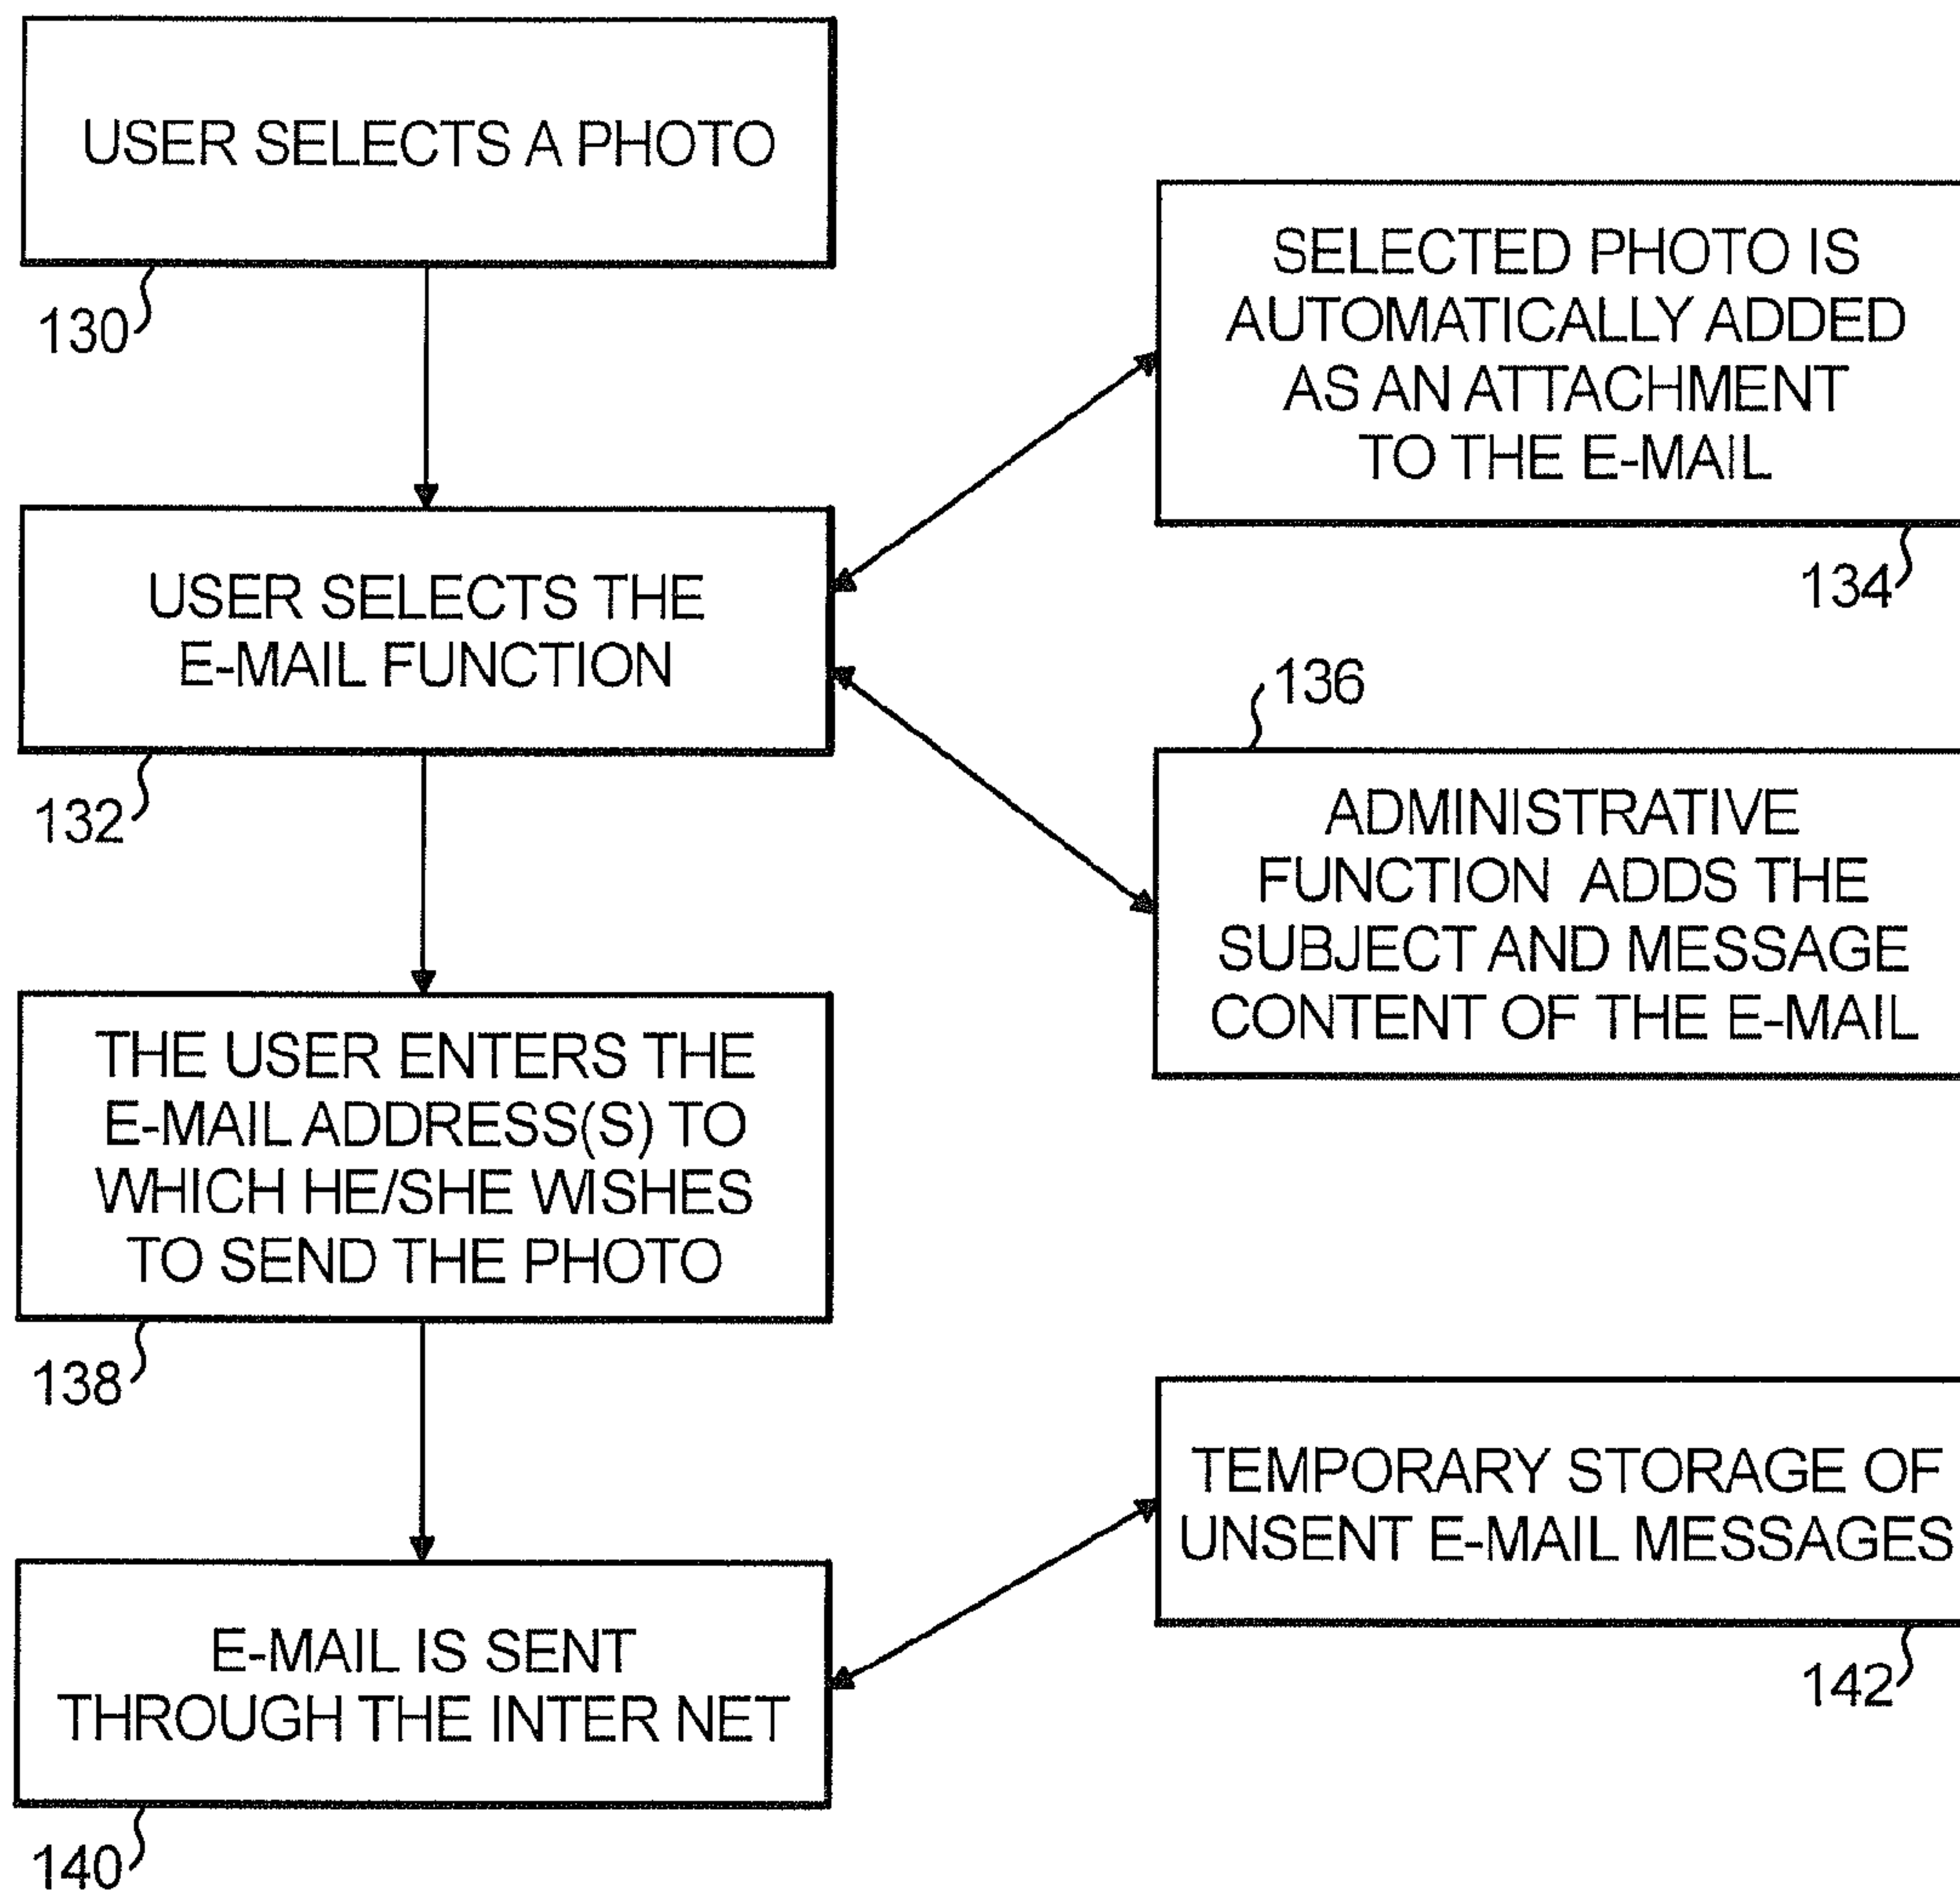 USER SELECTS A PHOTO
130
SELECTED PHOTO IS
AUTOMATICALLY ADDED
AS AN ATTACHMENT
TO THE E-MAIL
134
USER SELECTS THE
E-MAIL FUNCTION
132
136
ADMINISTRATIVE
FUNCTION ADDS THE
SUBJECT AND MESSAGE
CONTENT OF THE E-MAIL
THE USER ENTERS THE
E-MAIL ADDRESS(S) TO
WHICH HE/SHE WISHES
TO SEND THE PHOTO
138
TEMPORARY STORAGE OF
UNSENT E-MAIL MESSAGES
142
E-MAIL IS SENT
THROUGH THE INTER NET
140